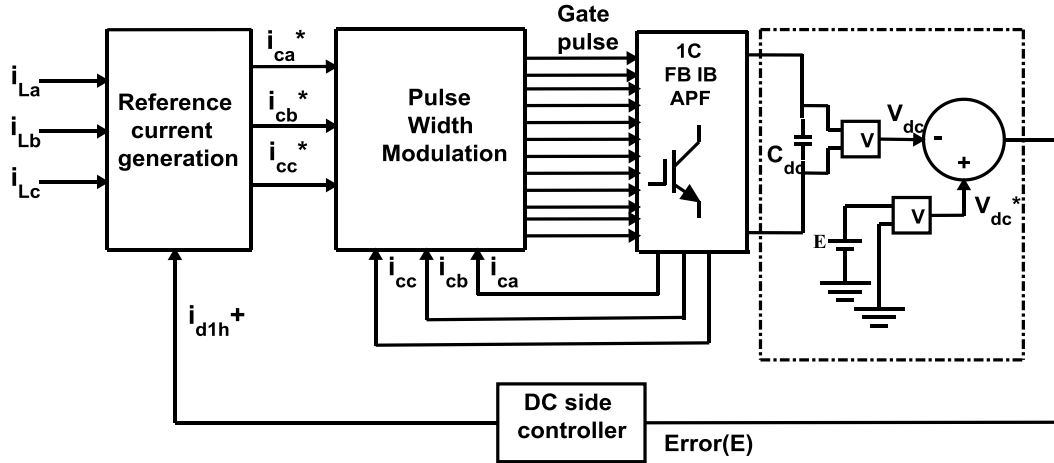 Gate
pulse
i_La
i_Lb
i_Lc
Reference
current
generation
i_ca*
i_cb*
i_cc*
Pulse
Width
Modulation
1C
FB IB
APF
C_dc
V
V_dc
-
+
V
V_dc*
E
i_cc
i_cb
i_ca
i_d1h+
DC side
controller
Error(E)